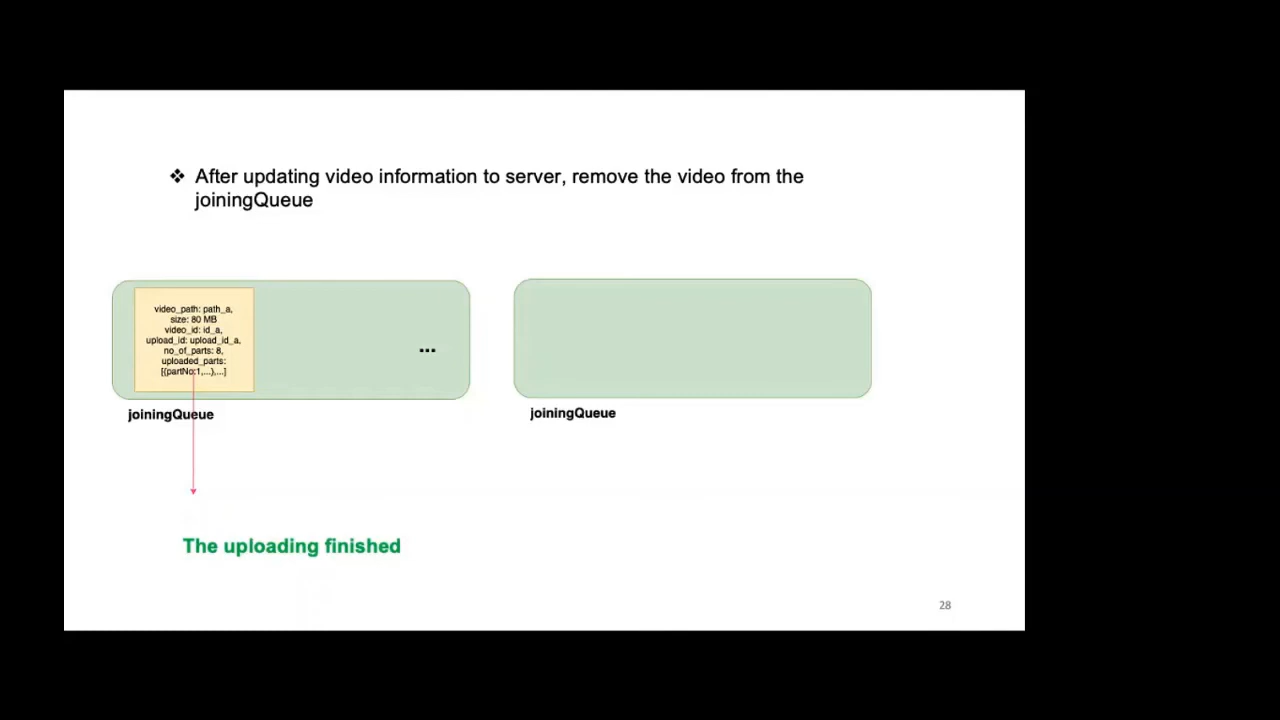 ❖ After updating video information to server, remove the video from the
joiningQueue
video_path: path_a,
size: 80 MB
video_id: id_a,
upload_id: upload_id_a,
no_of_parts: 8,
uploaded_parts:
[{partNo:1,...},...]
...
joiningQueue
joiningQueue
The uploading finished
28